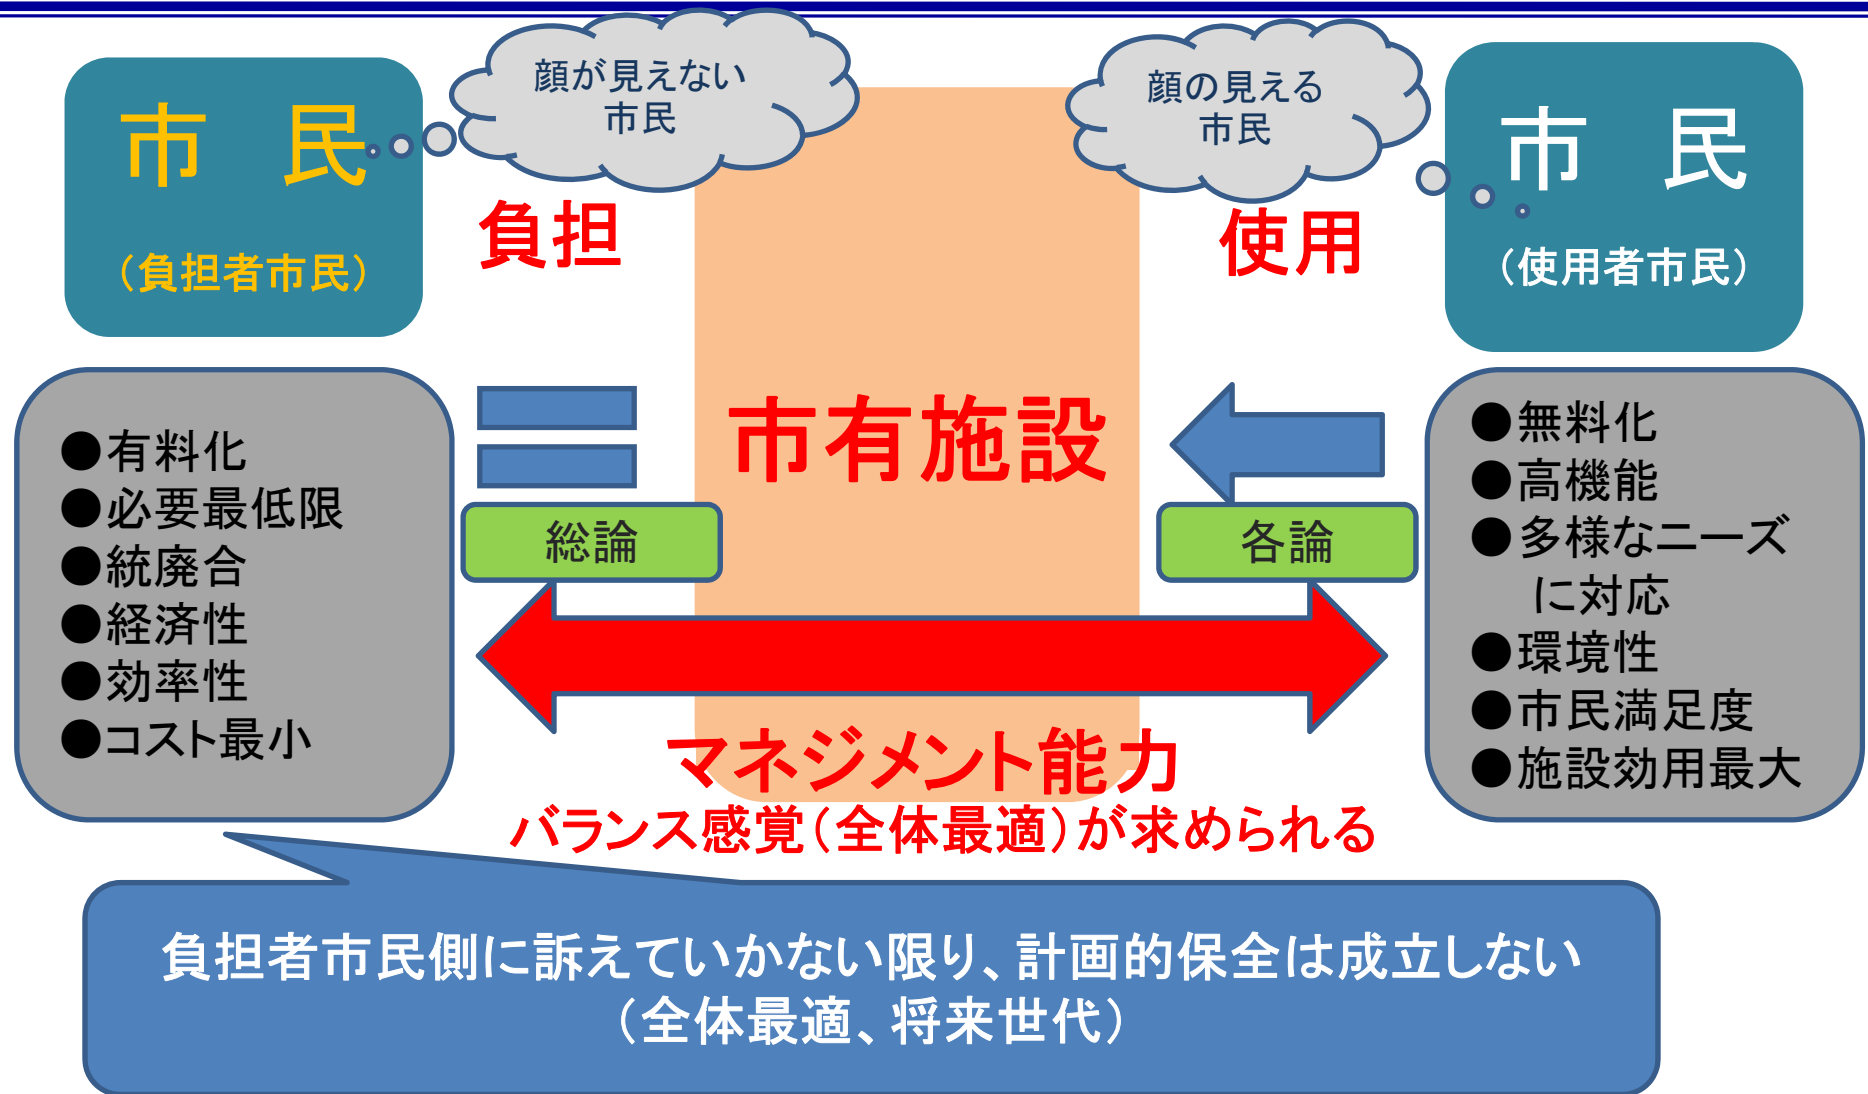 顔が見えない
市民
顔の見える
市民
市　民
（負担者市民）
負担
使用
市　民
（使用者市民）
●有料化
●必要最低限
●統廃合
●経済性
●効率性
●コスト最小
市有施設
総論
各論
●無料化
●高機能
●多様なニーズ
に対応
●環境性
●市民満足度
●施設効用最大
マネジメント能力
バランス感覚（全体最適）が求められる
負担者市民側に訴えていかない限り、計画的保全は成立しない
（全体最適、将来世代）